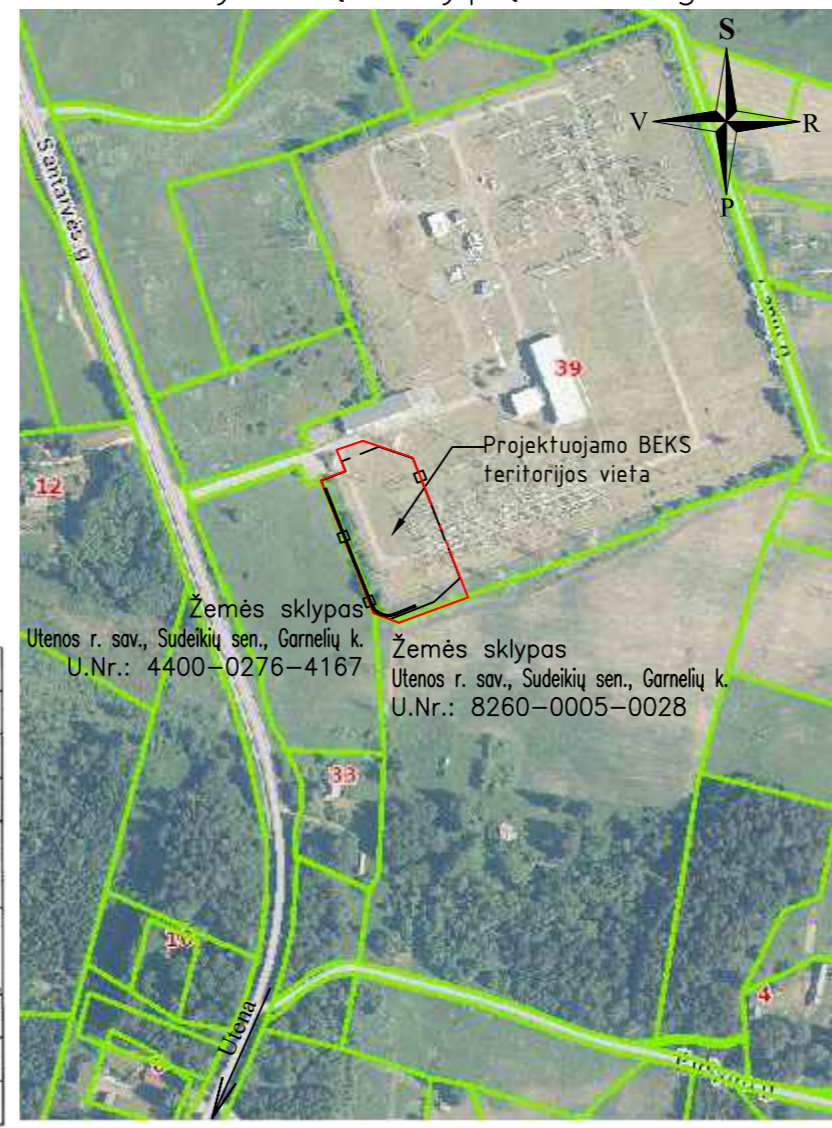 S
V
R
P
Santarvės g
39
Projektuojamo BEKS
teritorijos vieta
12
Žemės sklypas
Utenos r. sav., Sudeikių sen., Garnelių k.
U.Nr.: 4400-0276-4167
Žemės sklypas
Utenos r. sav., Sudeikių sen., Garnelių k.
U.Nr.: 8260-0005-0028
33
4
Utena